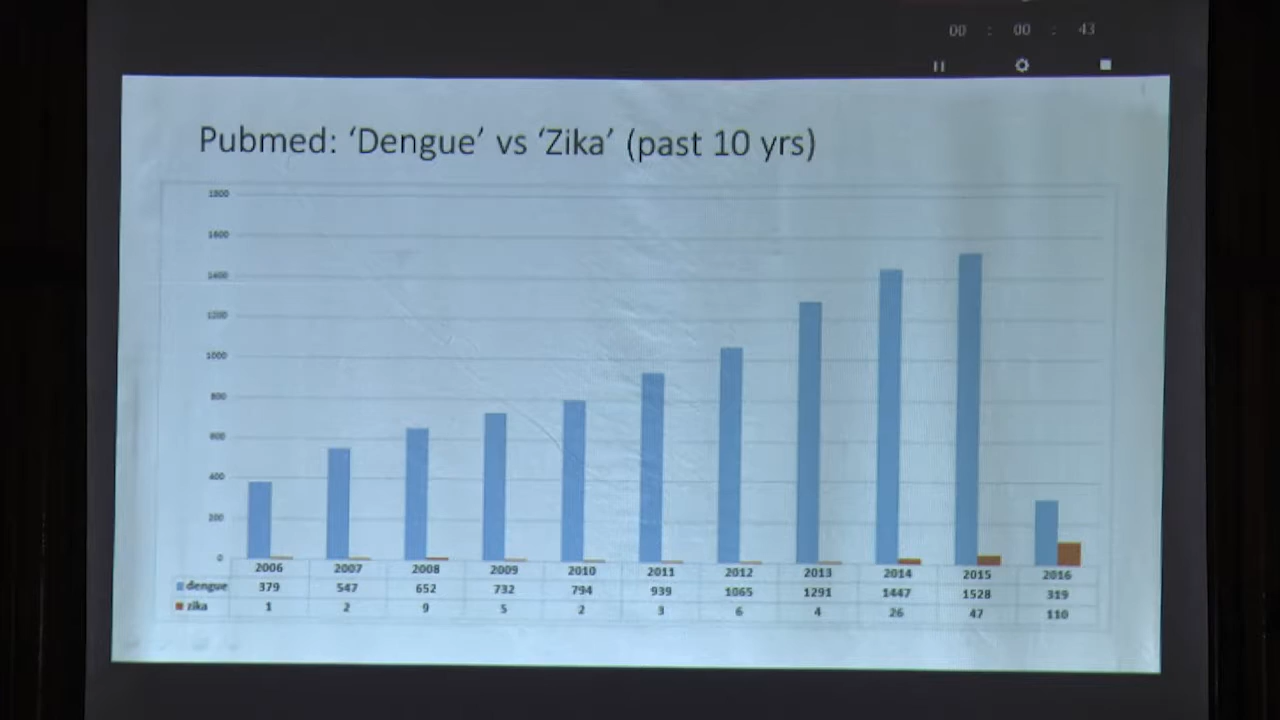 00 : 00 : 43
Pubmed: ‘Dengue’ vs ‘Zika’ (past 10 yrs)
1800
1600
1400
1200
1000
800
600
400
200
0
2006 2007 2008 2009 2010 2011 2012 2013 2014 2015 2016
dengue 379 547 652 732 794 939 1065 1291 1447 1528 319
zika 1 2 9 5 2 3 6 4 26 47 110